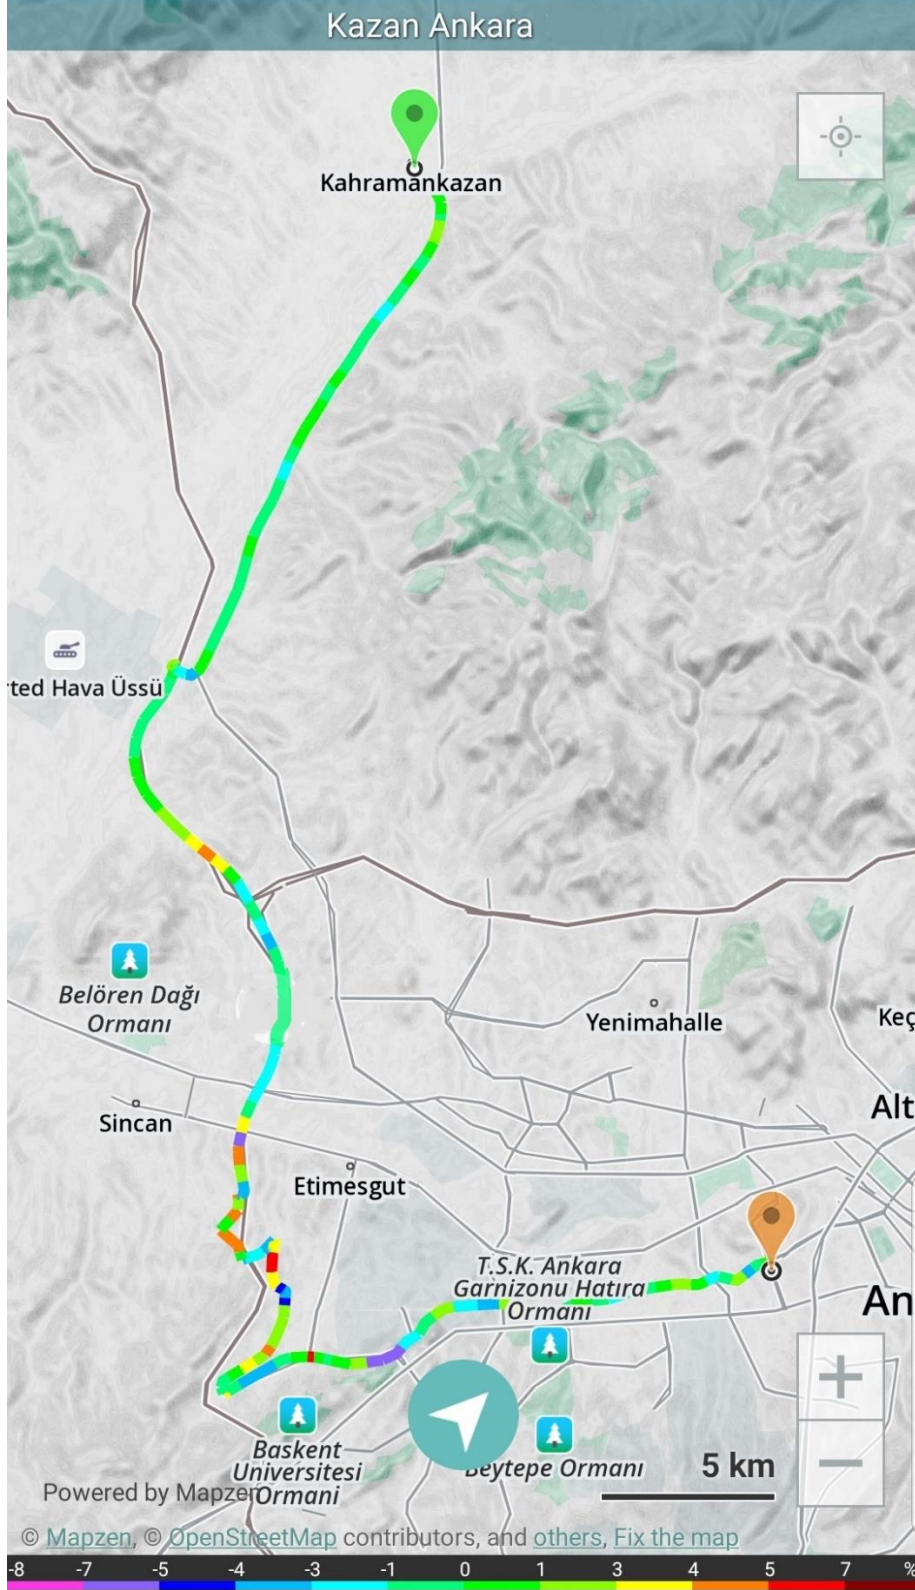 Kazan Ankara
Kahramankazan
rted Hava Üssü
Belören Dağı
Ormanı
Yenimahalle
Keç
Sincan
Alt
Etimesgut
T.S.K. Ankara
Garnizonu Hatıra
Ormanı
An
Baskent
Universitesi
Ormani
Beytepe Ormanı
5 km
Powered by Mapzen
© Mapzen, © OpenStreetMap contributors, and others, Fix the map
-8 -7 -5 -4 -3 -1 0 1 3 4 5 7 %